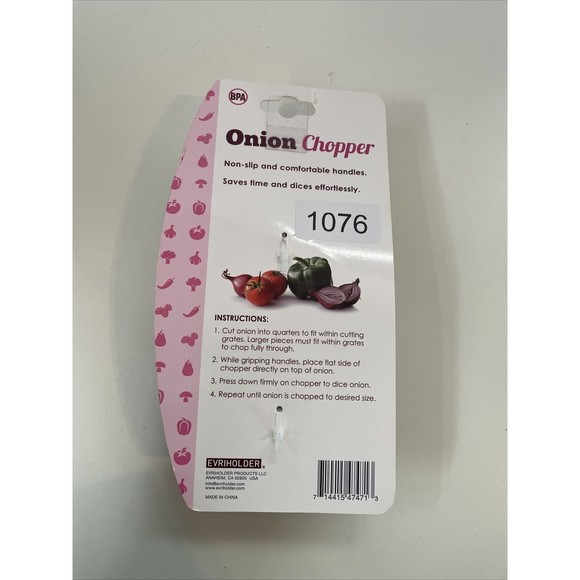 BPA
Onion Chopper
Non-slip and comfortable handles.
Saves time and dices effortlessly.
1076
INSTRUCTIONS:
1. Cut onion into quarters to fit within cutting
grates. Larger pieces must fit within grates
to chop fully through.
2. While gripping handles, place flat side of
chopper directly on top of onion.
3. Press down firmly on chopper to dice onion.
4. Repeat until onion is chopped to desired size.
EVRIHOLDER
EVRIHOLDER PRODUCTS LLC
ANAHEIM, CA 92805 USA
info@evriholder.com
www.evriholder.com
MADE IN CHINA
7 14415 47471 3